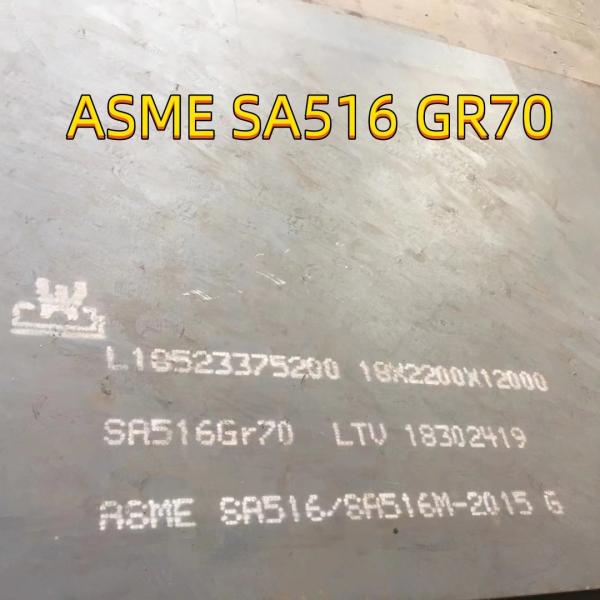 ASME SA516 GR70
L18523375200 18X2200X12000
SA516Gr70 LTV 18302419
ASME SA516/SA516M-2015 G